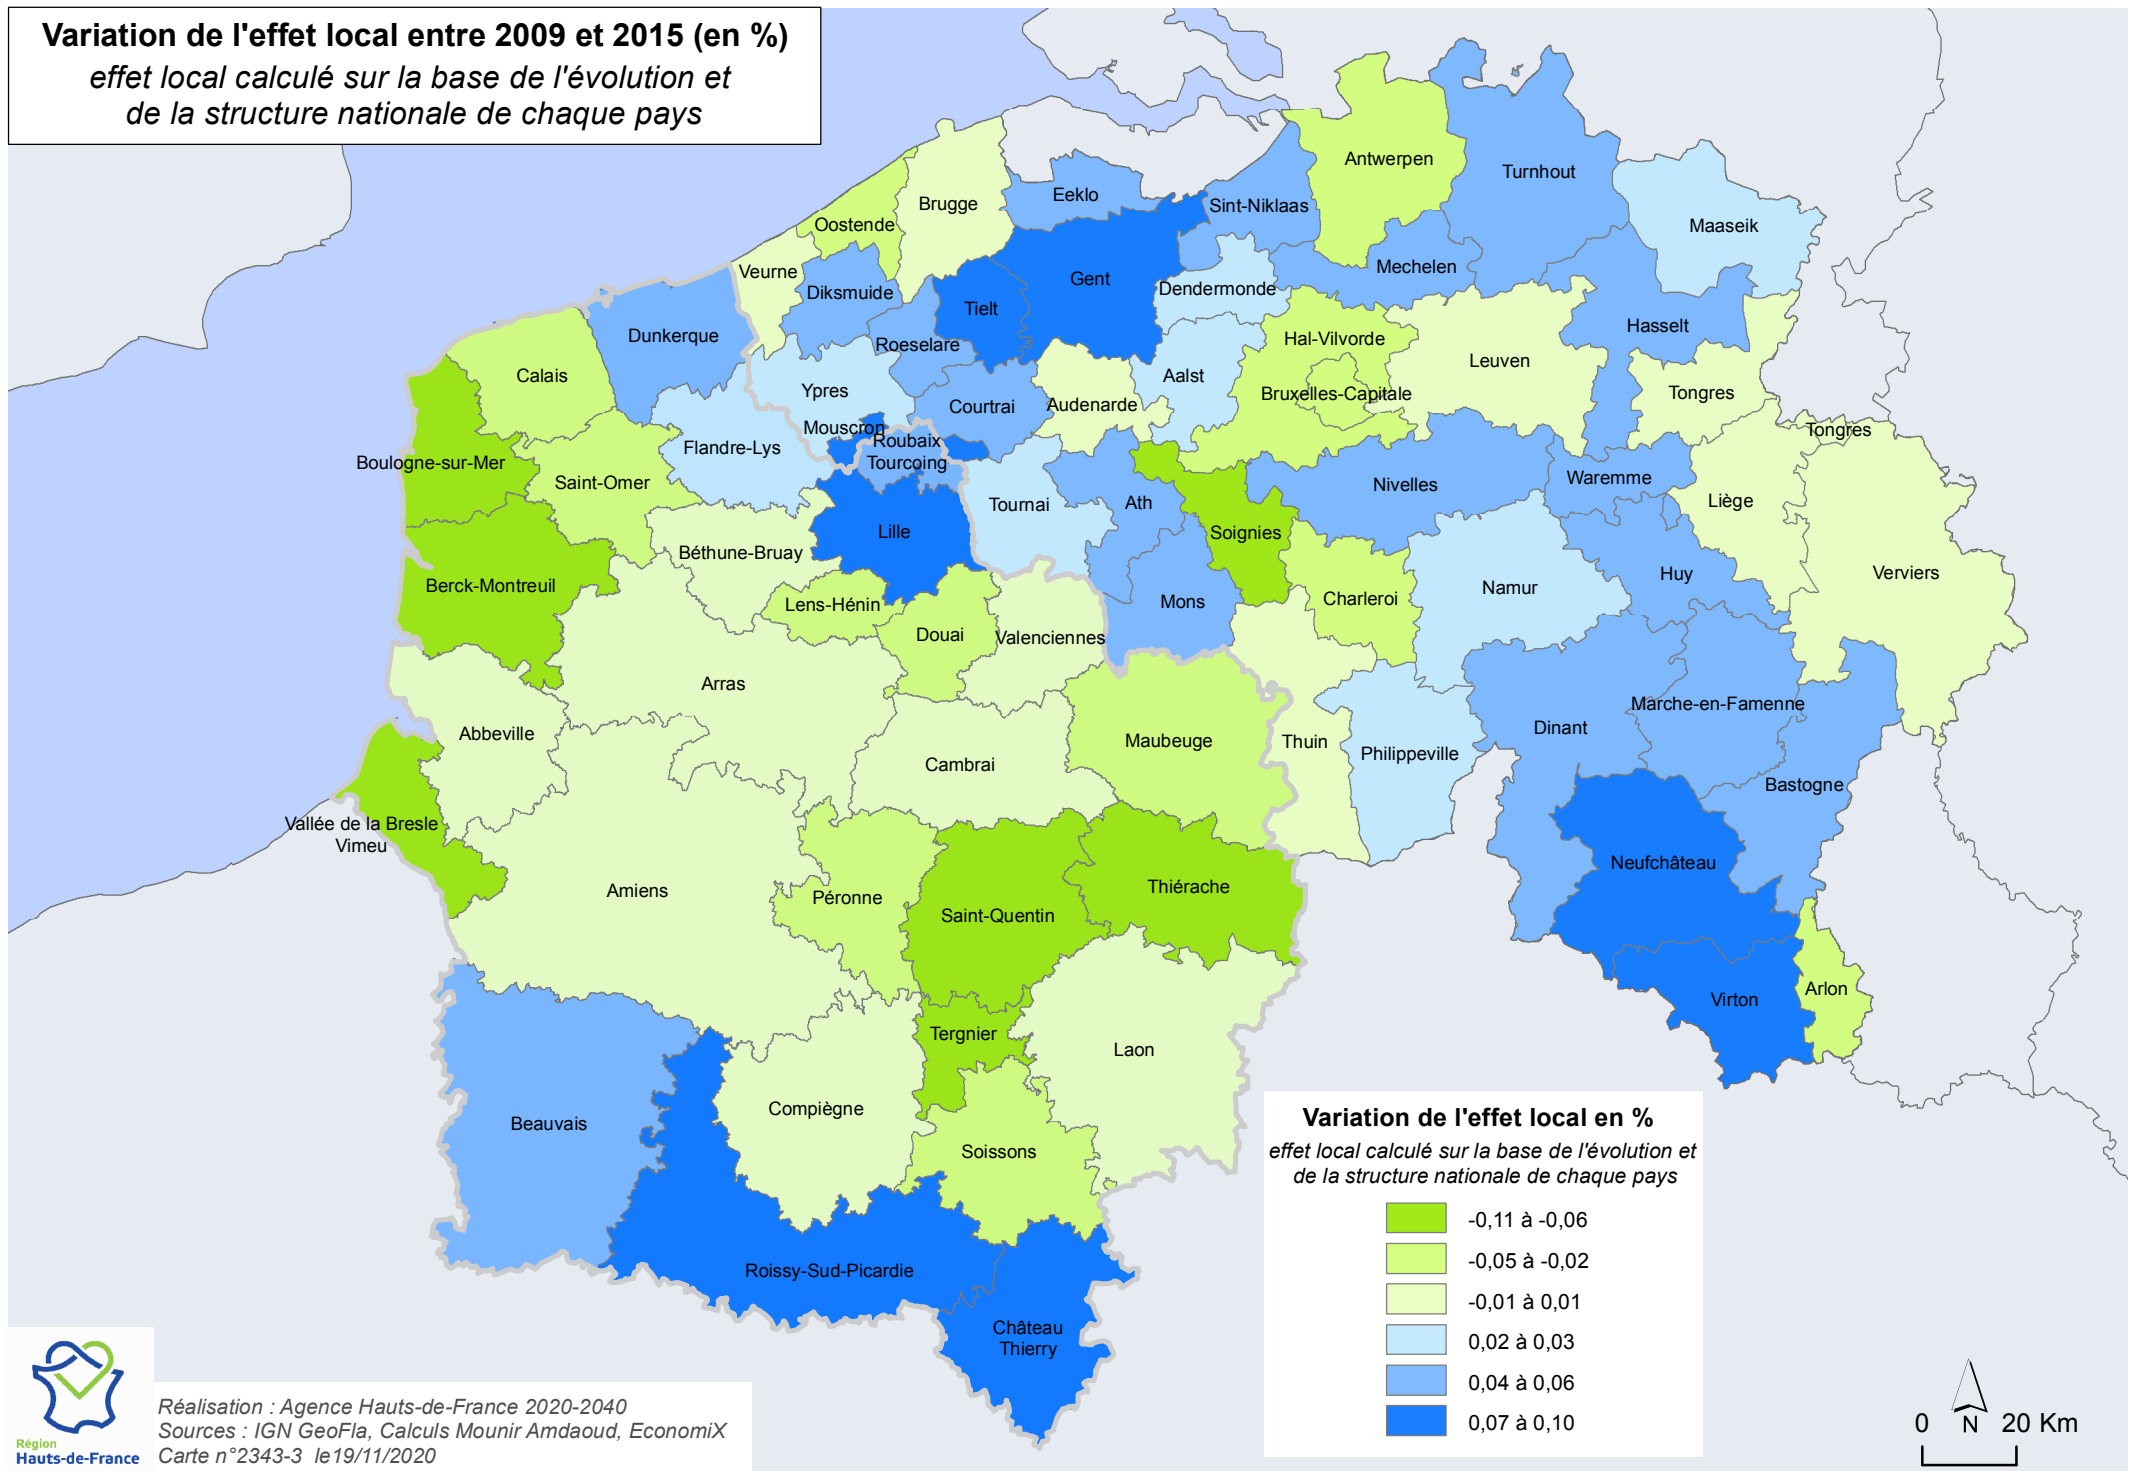 Variation de l'effet local entre 2009 et 2015 (en %)
effet local calculé sur la base de l'évolution et
de la structure nationale de chaque pays
Antwerpen
Turnhout
Eeklo
Sint-Niklaas
Brugge
Oostende
Maaseik
Veurne
Diksmuide
Tielt
Gent
Dendermonde
Mechelen
Dunkerque
Roeselare
Hal-Vilvorde
Hasselt
Leuven
Calais
Ypres
Aalst
Bruxelles-Capitale
Tongres
Courtrai
Audenarde
Mouscron
Roubaix
Tourcoing
Tongres
Flandre-Lys
Boulogne-sur-Mer
Saint-Omer
Nivelles
Waremme
Tournai
Ath
Liège
Lille
Soignies
Béthune-Bruay
Berck-Montreuil
Lens-Hénin
Mons
Charleroi
Namur
Huy
Verviers
Douai
Valenciennes
Arras
Abbeville
Cambrai
Maubeuge
Thuin
Philippeville
Dinant
Marche-en-Famenne
Bastogne
Vallée de la Bresle
Vimeu
Amiens
Péronne
Saint-Quentin
Thiérache
Neufchâteau
Arlon
Virton
Tergnier
Laon
Compiègne
Beauvais
Soissons
Roissy-Sud-Picardie
Château
Thierry
Variation de l'effet local en %
effet local calculé sur la base de l'évolution et
de la structure nationale de chaque pays
-0,11 à -0,06
-0,05 à -0,02
-0,01 à 0,01
0,02 à 0,03
0,04 à 0,06
0,07 à 0,10
0 N 20 Km
Région
Hauts-de-France
Réalisation : Agence Hauts-de-France 2020-2040
Sources : IGN GeoFla, Calculs Mounir Amdaoud, EconomiX
Carte n°2343-3 le19/11/2020